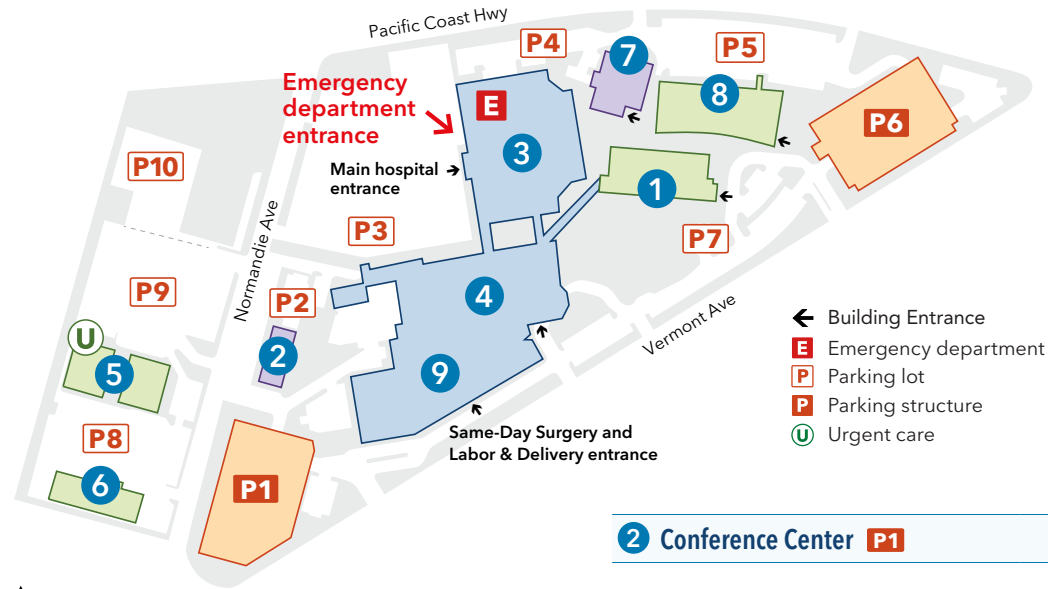 Pacific Coast Hwy
P4
7
P5
Emergency
department
entrance
E
8
P6
3
P10
Main hospital
entrance
1
Normandie Ave
P3
P7
P9
P2
4
Vermont Ave
U
2
5
9
Building Entrance
E Emergency department
P Parking lot
P Parking structure
U Urgent care
P8
Same-Day Surgery and
Labor & Delivery entrance
6
P1
2 Conference Center P1